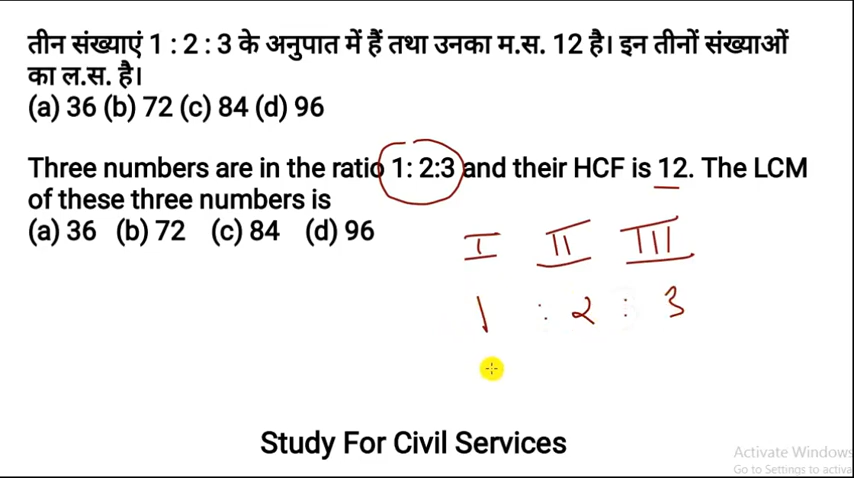 तीन संख्याएं 1 : 2 : 3 के अनुपात में हैं तथा उनका म.स. 12 है। इन तीनों संख्याओं
का ल.स. है।
(a) 36 (b) 72 (c) 84 (d) 96
Three numbers are in the ratio 1: 2:3 and their HCF is 12. The LCM
of these three numbers is
(a) 36 (b) 72 (c) 84 (d) 96
I II III
1 : 2 : 3
Study For Civil Services
Activate Windows
Go to Settings to activa